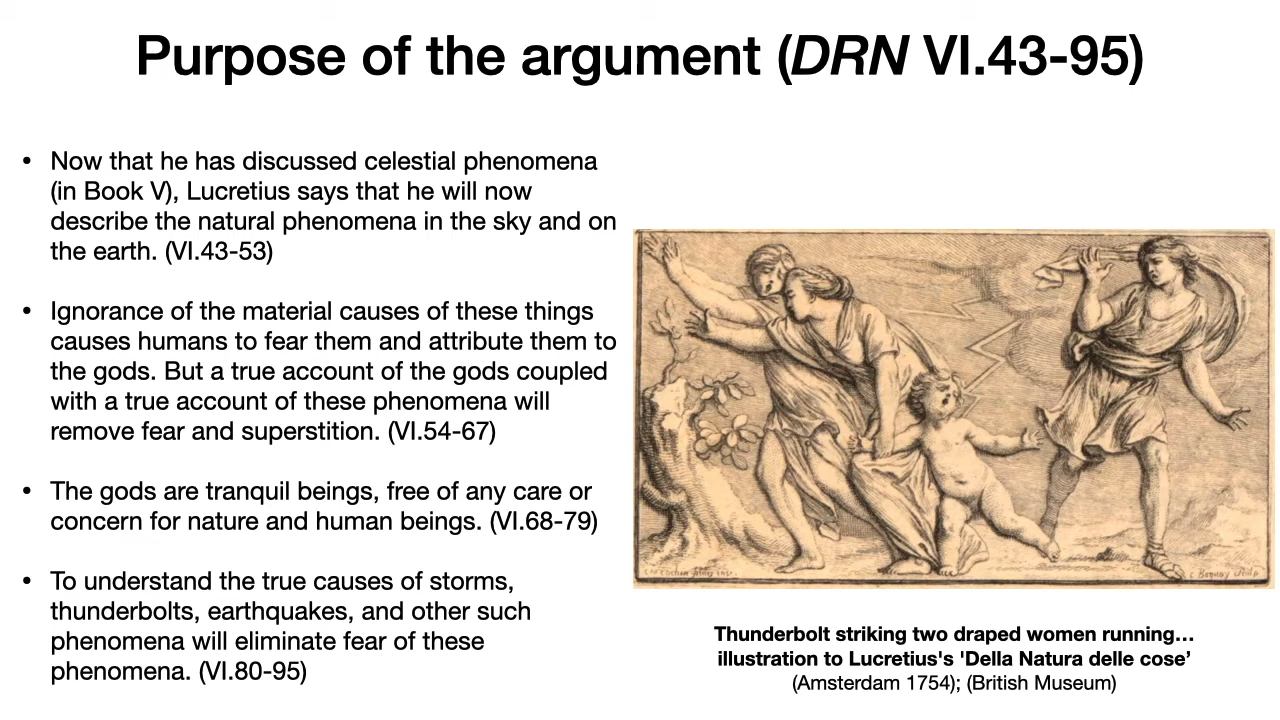 Purpose of the argument (DRN VI.43-95)
• Now that he has discussed celestial phenomena
(in Book V), Lucretius says that he will now
describe the natural phenomena in the sky and on
the earth. (VI.43-53)
• Ignorance of the material causes of these things
causes humans to fear them and attribute them to
the gods. But a true account of the gods coupled
with a true account of these phenomena will
remove fear and superstition. (VI.54-67)
• The gods are tranquil beings, free of any care or
concern for nature and human beings. (VI.68-79)
• To understand the true causes of storms,
thunderbolts, earthquakes, and other such
phenomena will eliminate fear of these
phenomena. (VI.80-95)
Thunderbolt striking two draped women running…
illustration to Lucretius's 'Della Natura delle cose’
(Amsterdam 1754); (British Museum)